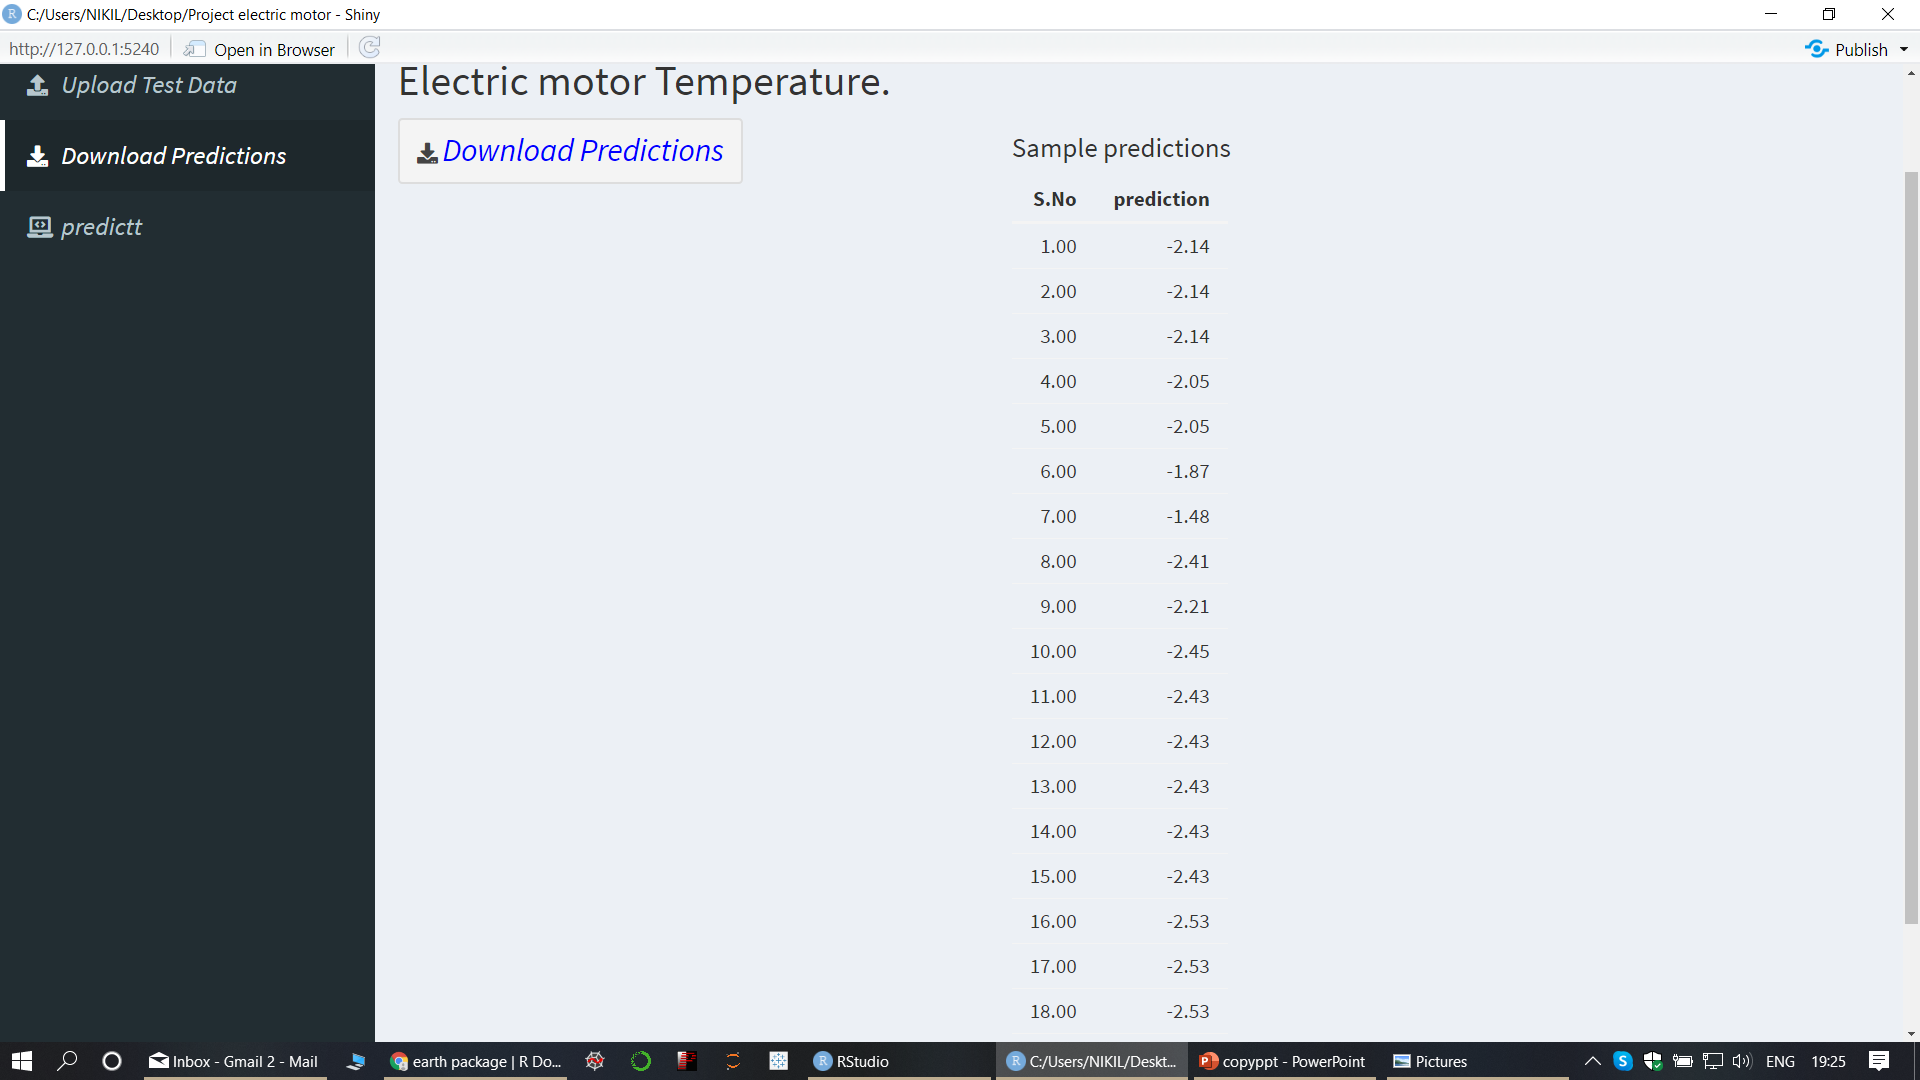 C:/Users/NIKIL/Desktop/Project electric motor - Shiny
http://127.0.0.1:5240 Open in Browser Publish
Upload Test Data
Download Predictions
predictt
Electric motor Temperature.
Download Predictions
Sample predictions
S.No prediction
1.00 -2.14
2.00 -2.14
3.00 -2.14
4.00 -2.05
5.00 -2.05
6.00 -1.87
7.00 -1.48
8.00 -2.41
9.00 -2.21
10.00 -2.45
11.00 -2.43
12.00 -2.43
13.00 -2.43
14.00 -2.43
15.00 -2.43
16.00 -2.53
17.00 -2.53
18.00 -2.53
Inbox - Gmail 2 - Mail earth package | R Do... RStudio C:/Users/NIKIL/Deskt... copyppt - PowerPoint Pictures ENG 19:25